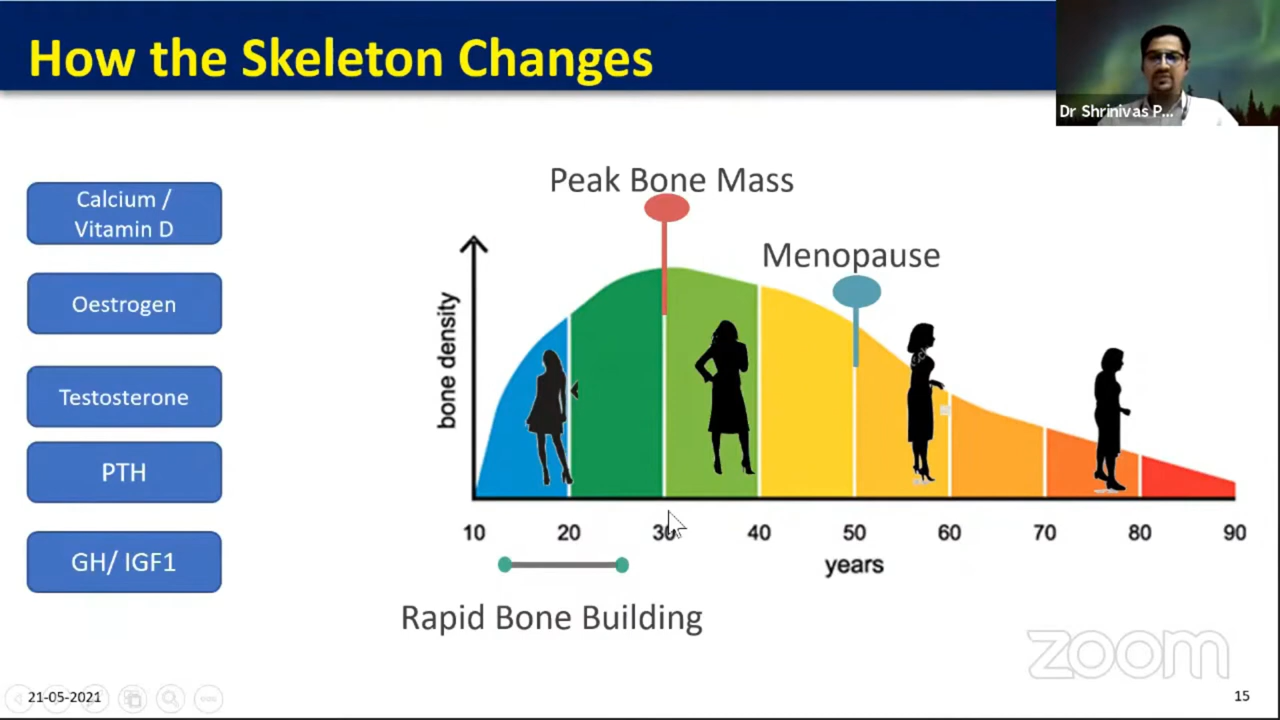 How the Skeleton Changes
Dr Shrinivas P...
Calcium /
Vitamin D
Oestrogen
Testosterone
PTH
GH/ IGF1
Peak Bone Mass
Menopause
bone density
10 20 30 40 50 60 70 80 90
years
Rapid Bone Building
zoom
21-05-2021
15